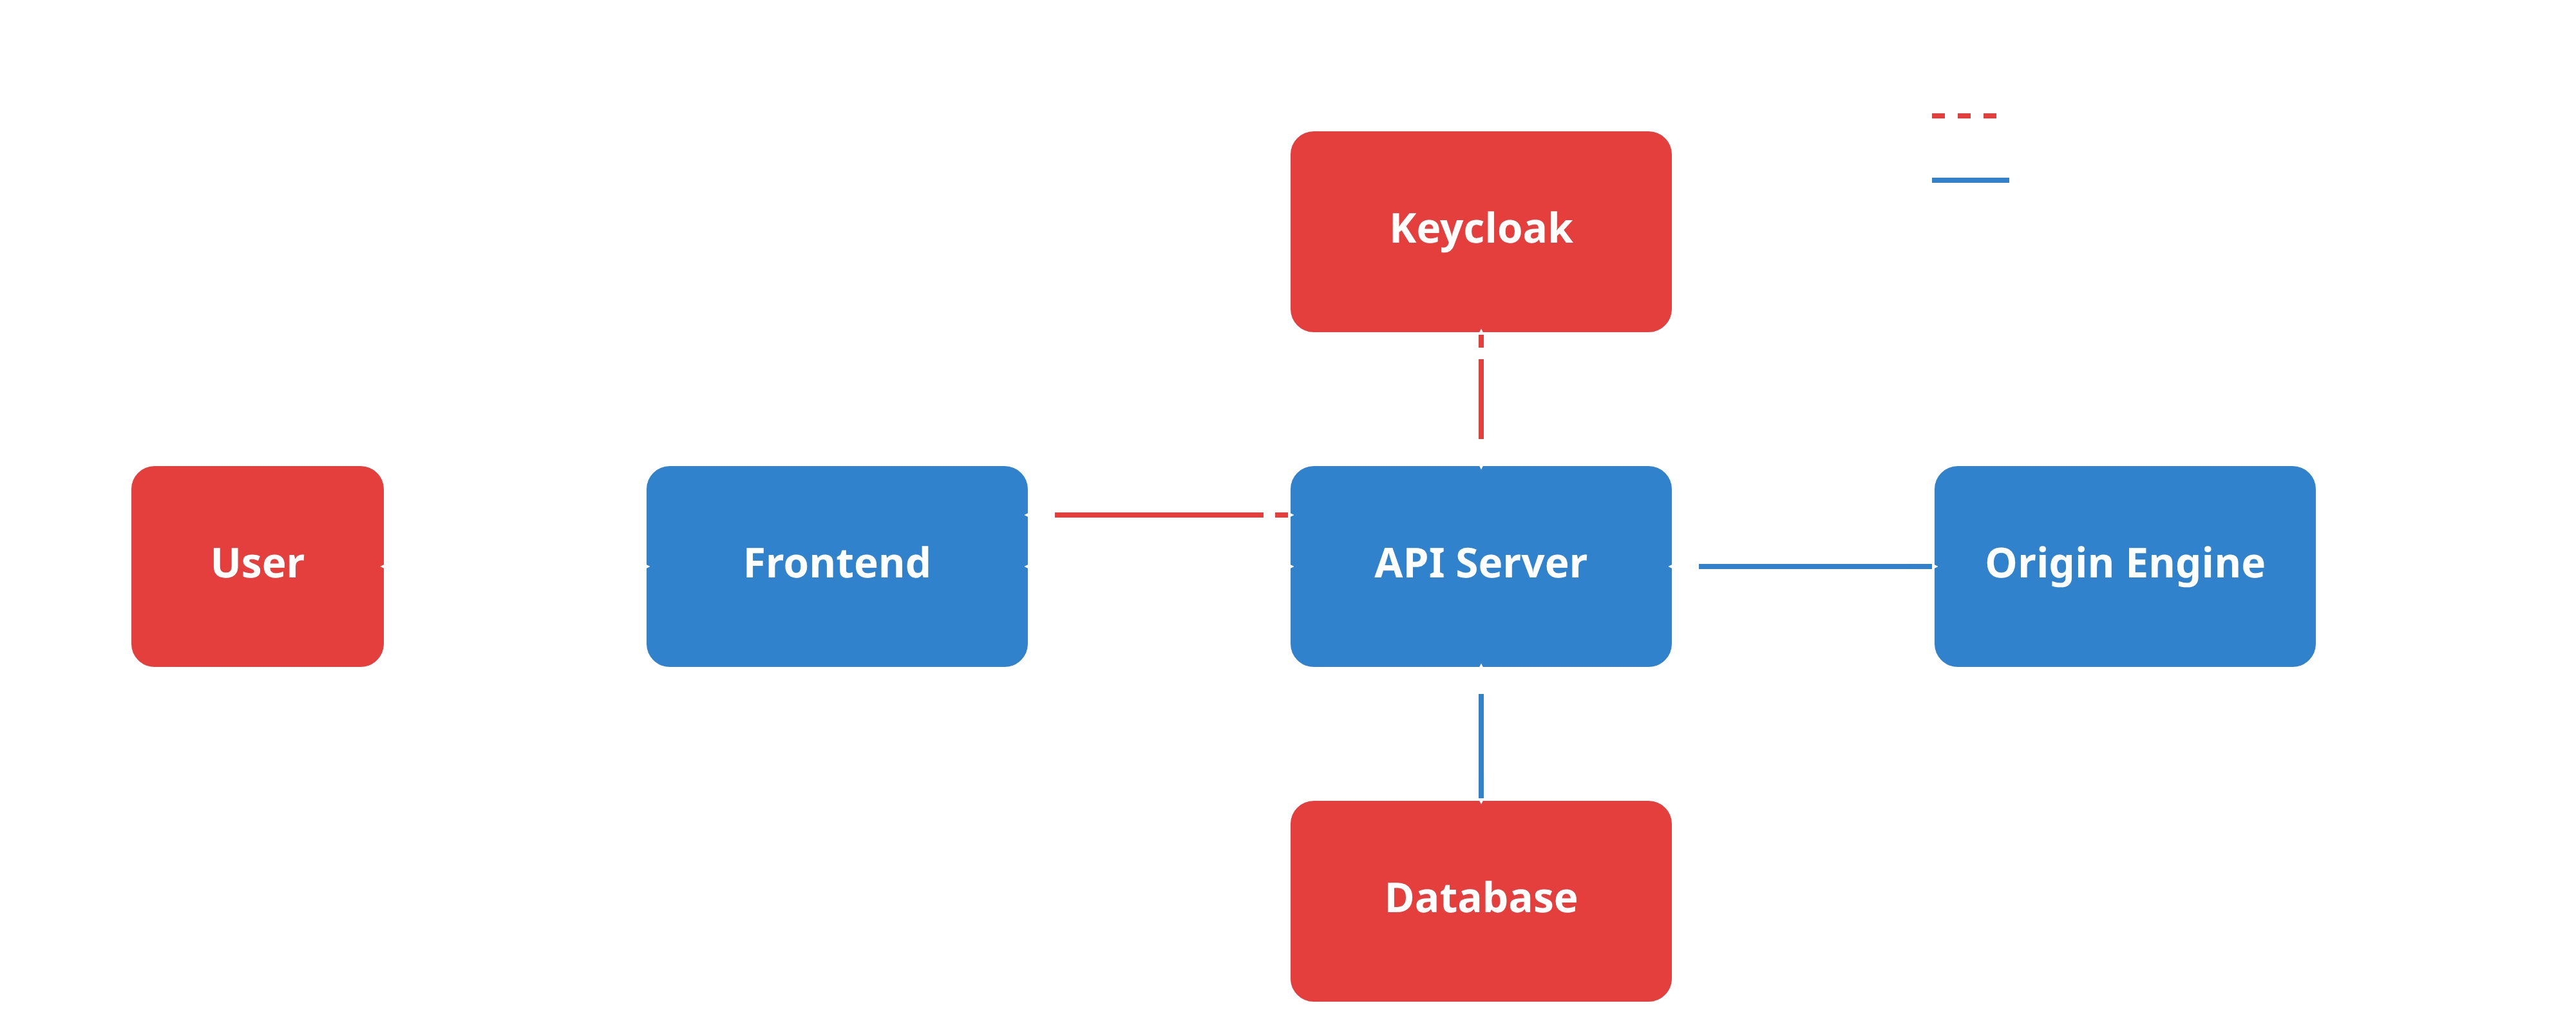 Keycloak
User
Frontend
API Server
Origin Engine
Database